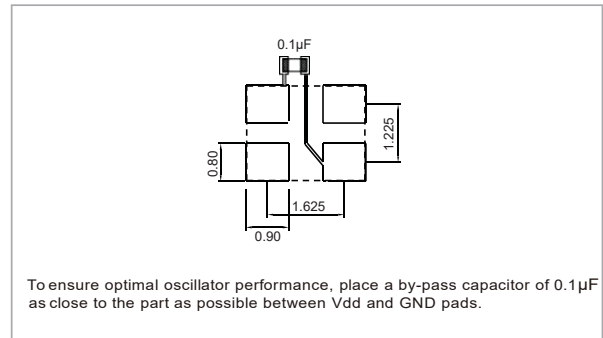 0.1µF
1.225
0.80
1.625
0.90
To ensure optimal oscillator performance, place a by-pass capacitor of 0.1µF
as close to the part as possible between Vdd and GND pads.